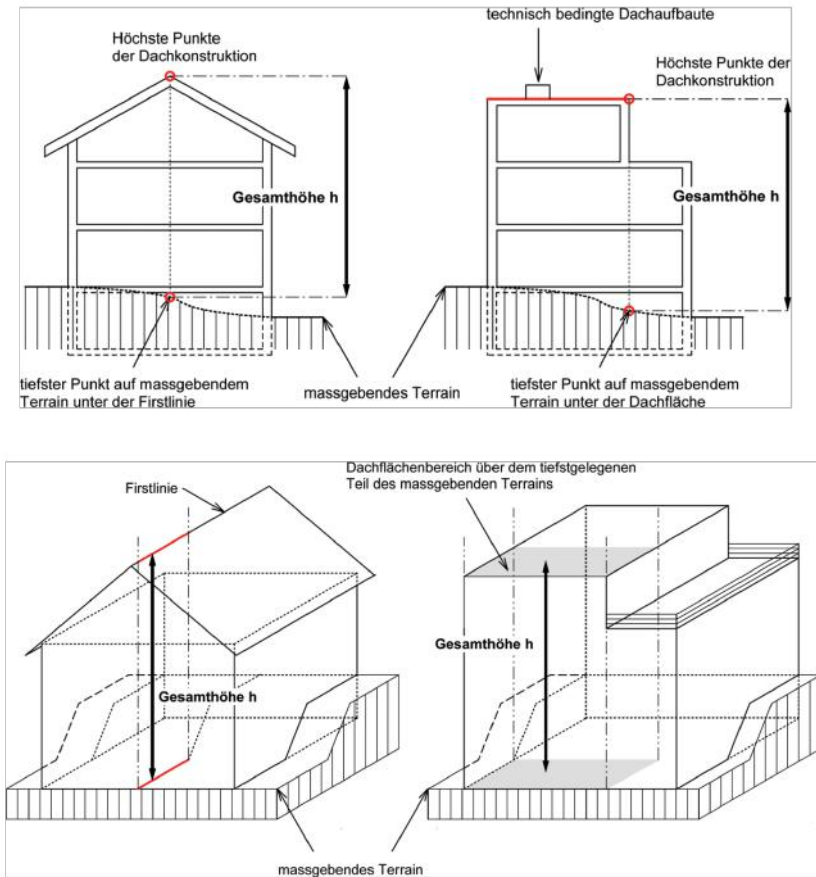 technisch bedingte Dachaufbaute
Höchste Punkte
der Dachkonstruktion
Höchste Punkte der
Dachkonstruktion
Gesamthöhe h
Gesamthöhe h
tiefster Punkt auf massgebendem
Terrain unter der Firstlinie
massgebendes Terrain
tiefster Punkt auf massgebendem
Terrain unter der Dachfläche
Dachflächenbereich über dem tiefstgelegenen
Teil des massgebenden Terrains
Firstlinie
Gesamthöhe h
Gesamthöhe h
massgebendes Terrain